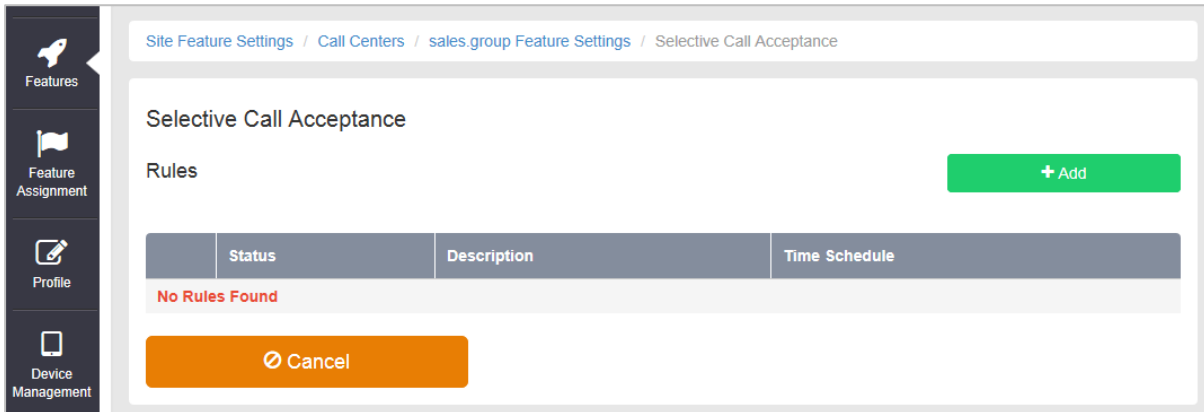 Features
Feature
Assignment
Profile
Device
Management
Site Feature Settings / Call Centers / sales.group Feature Settings / Selective Call Acceptance
Selective Call Acceptance
Rules
+ Add
Status Description Time Schedule
No Rules Found
Cancel